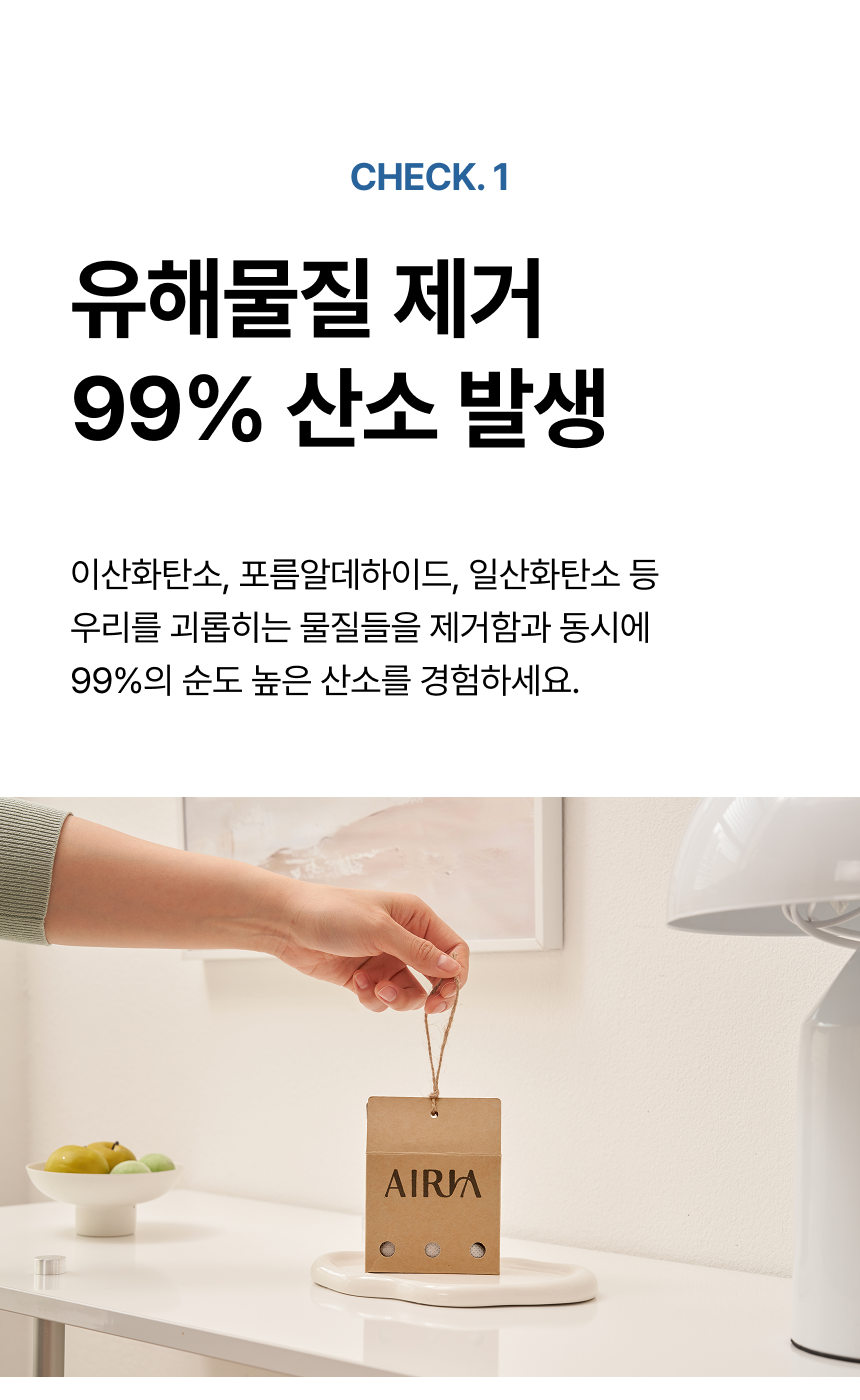 CHECK. 1
유해물질 제거
99% 산소 발생
이산화탄소, 포름알데하이드, 일산화탄소 등
우리를 괴롭히는 물질들을 제거함과 동시에
99%의 순도 높은 산소를 경험하세요.
AIRIA